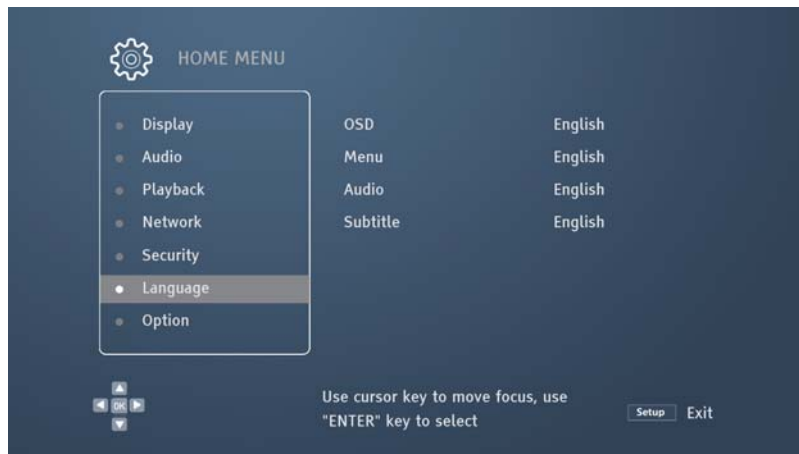 HOME MENU
Display
Audio
Playback
Network
Security
Language
Option
OSD English
Menu English
Audio English
Subtitle English
OK
Use cursor key to move focus, use
"ENTER" key to select
Setup Exit